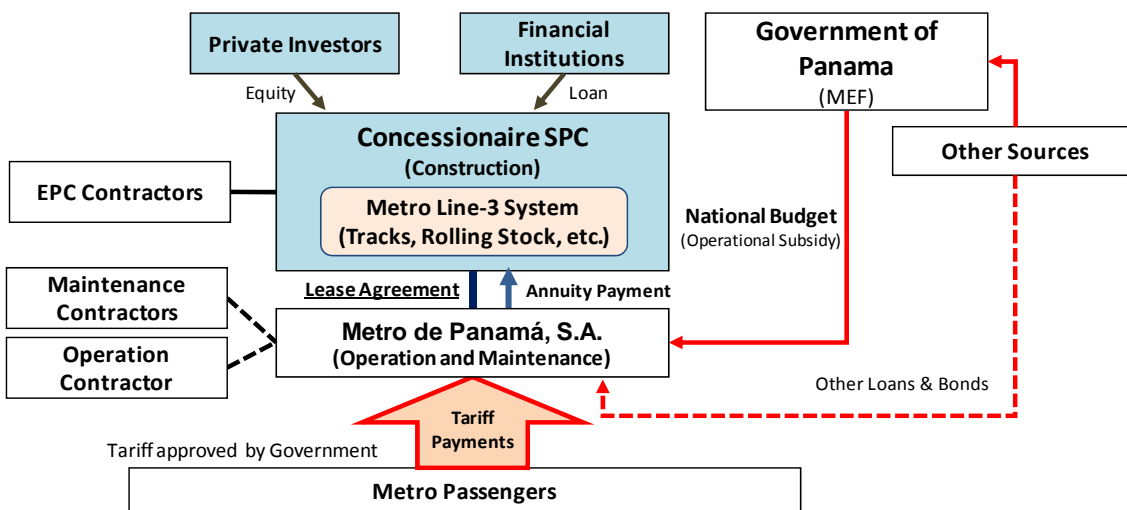 Private Investors
Financial
Institutions
Government of
Panama
(MEF)
Equity
Loan
Concessionaire SPC
(Construction)
Other Sources
EPC Contractors
Metro Line-3 System
(Tracks, Rolling Stock, etc.)
National Budget
(Operational Subsidy)
Maintenance
Contractors
Lease Agreement
Annuity Payment
Metro de Panamá, S.A.
(Operation and Maintenance)
Operation
Contractor
Other Loans & Bonds
Tariff
Payments
Tariff approved by Government
Metro Passengers